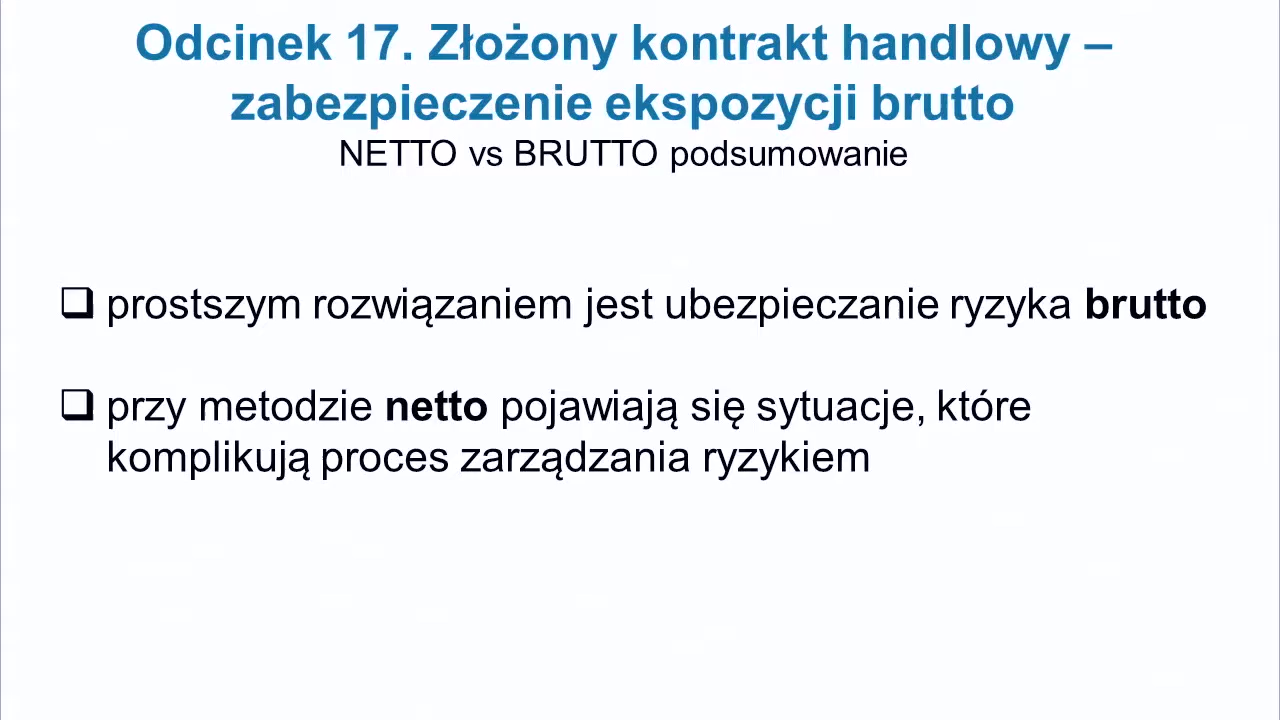 Odcinek 17. Złożony kontrakt handlowy –
zabezpieczenie ekspozycji brutto
NETTO vs BRUTTO podsumowanie
❑ prostszym rozwiązaniem jest ubezpieczanie ryzyka brutto
❑ przy metodzie netto pojawiają się sytuacje, które
komplikują proces zarządzania ryzykiem